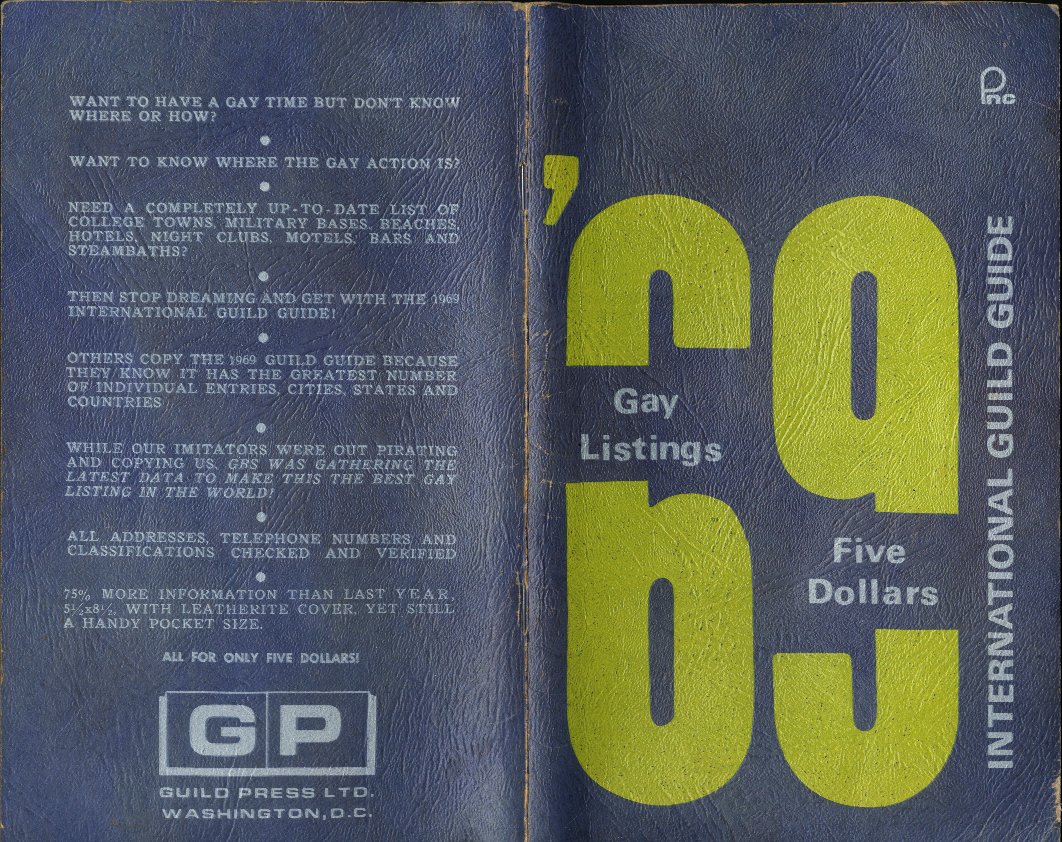 WANT TO HAVE A GAY TIME BUT DON'T KNOW
WHERE OR HOW?
WANT TO KNOW WHERE THE GAY ACTION IS?
NEED A COMPLETELY UP-TO-DATE LIST OF
COLLEGE TOWNS, MILITARY BASES, BEACHES,
HOTELS, NIGHT CLUBS, MOTELS, BARS AND
STEAMBATHS?
THEN STOP DREAMING AND GET WITH THE 1969
INTERNATIONAL GUILD GUIDE!
OTHERS COPY THE 1969 GUILD GUIDE BECAUSE
THEY KNOW IT HAS THE GREATEST NUMBER
OF INDIVIDUAL ENTRIES, CITIES, STATES AND
COUNTRIES
WHILE OUR IMITATORS WERE OUT PIRATING
AND COPYING US, GBS WAS GATHERING THE
LATEST DATA TO MAKE THIS THE BEST GAY
LISTING IN THE WORLD!
ALL ADDRESSES, TELEPHONE NUMBERS AND
CLASSIFICATIONS CHECKED AND VERIFIED
75% MORE INFORMATION THAN LAST YEAR,
5½x8½, WITH LEATHERITE COVER, YET STILL
A HANDY POCKET SIZE.
ALL FOR ONLY FIVE DOLLARS!
GP
GUILD PRESS LTD.
WASHINGTON, D.C.
Pinc
'69
Gay
Listings
Five
Dollars
INTERNATIONAL GUILD GUIDE